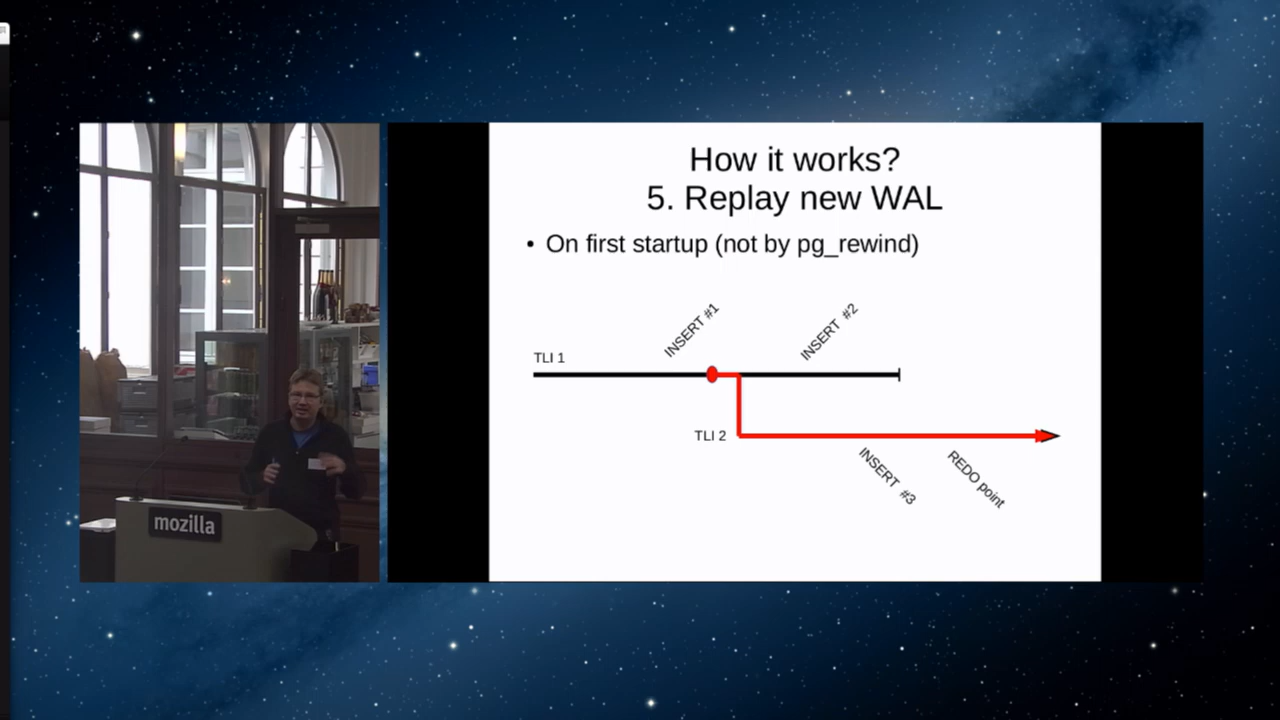 How it works?
5. Replay new WAL
• On first startup (not by pg_rewind)
INSERT #1
INSERT #2
TLI 1
TLI 2
INSERT #3
REDO point
mozilla